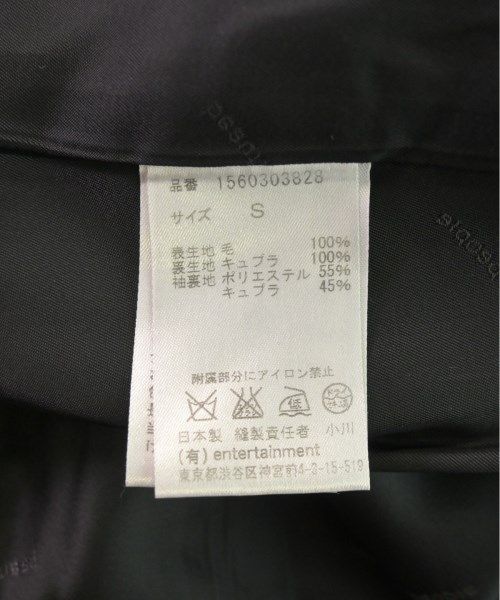 品番 1560303828
サイズ S
表生地 毛 100%
裏生地 キュプラ 100%
袖裏地 ポリエステル 55%
キュプラ 45%
附属部分にアイロン禁止
低
日本製 縫製責任者 小川
(有) entertainment
東京都渋谷区神宮前4-3-15-519